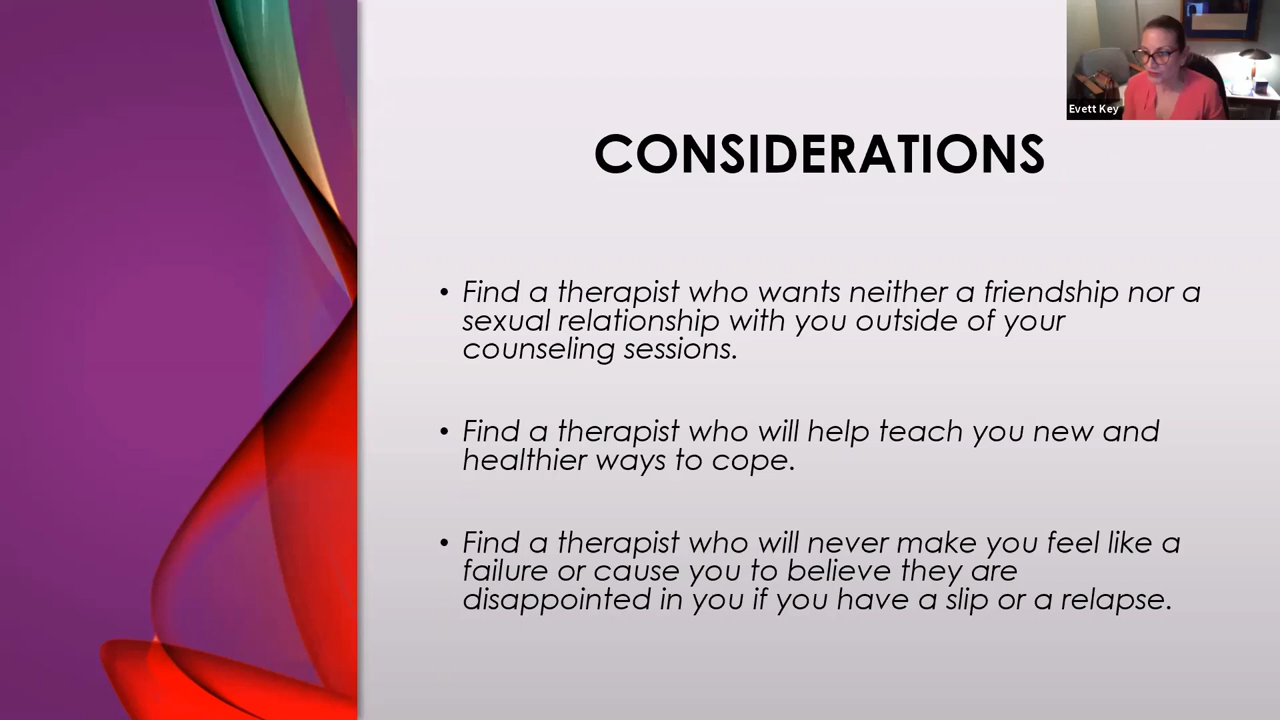 Evett Key
CONSIDERATIONS
• Find a therapist who wants neither a friendship nor a
sexual relationship with you outside of your
counseling sessions.
• Find a therapist who will help teach you new and
healthier ways to cope.
• Find a therapist who will never make you feel like a
failure or cause you to believe they are
disappointed in you if you have a slip or a relapse.